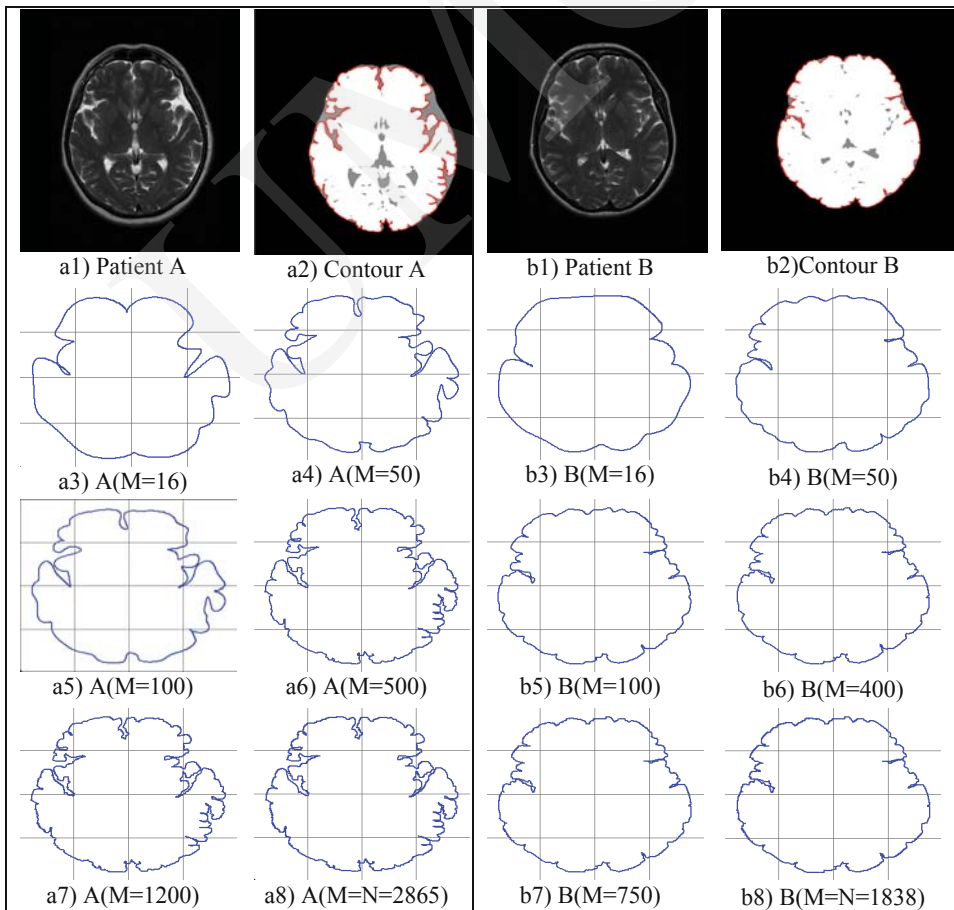 a1) Patient A
a2) Contour A
b1) Patient B
b2)Contour B
a3) A(M=16)
a4) A(M=50)
b3) B(M=16)
b4) B(M=50)
a5) A(M=100)
a6) A(M=500)
b5) B(M=100)
b6) B(M=400)
a7) A(M=1200)
a8) A(M=N=2865)
b7) B(M=750)
b8) B(M=N=1838)